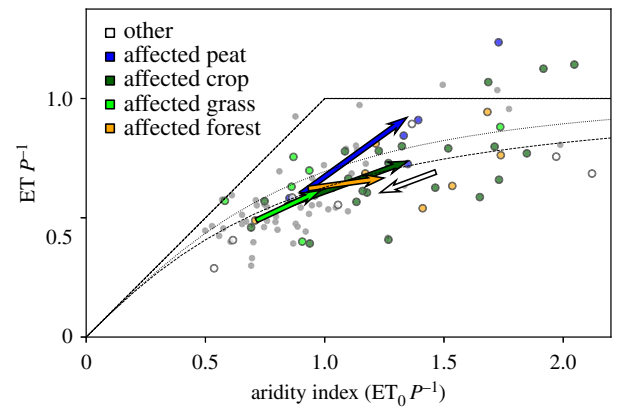 other
affected peat
affected crop
affected grass
affected forest
1.0
0.5
0
ET P⁻¹
0
0.5
1.0
1.5
2.0
aridity index (ET₀ P⁻¹)